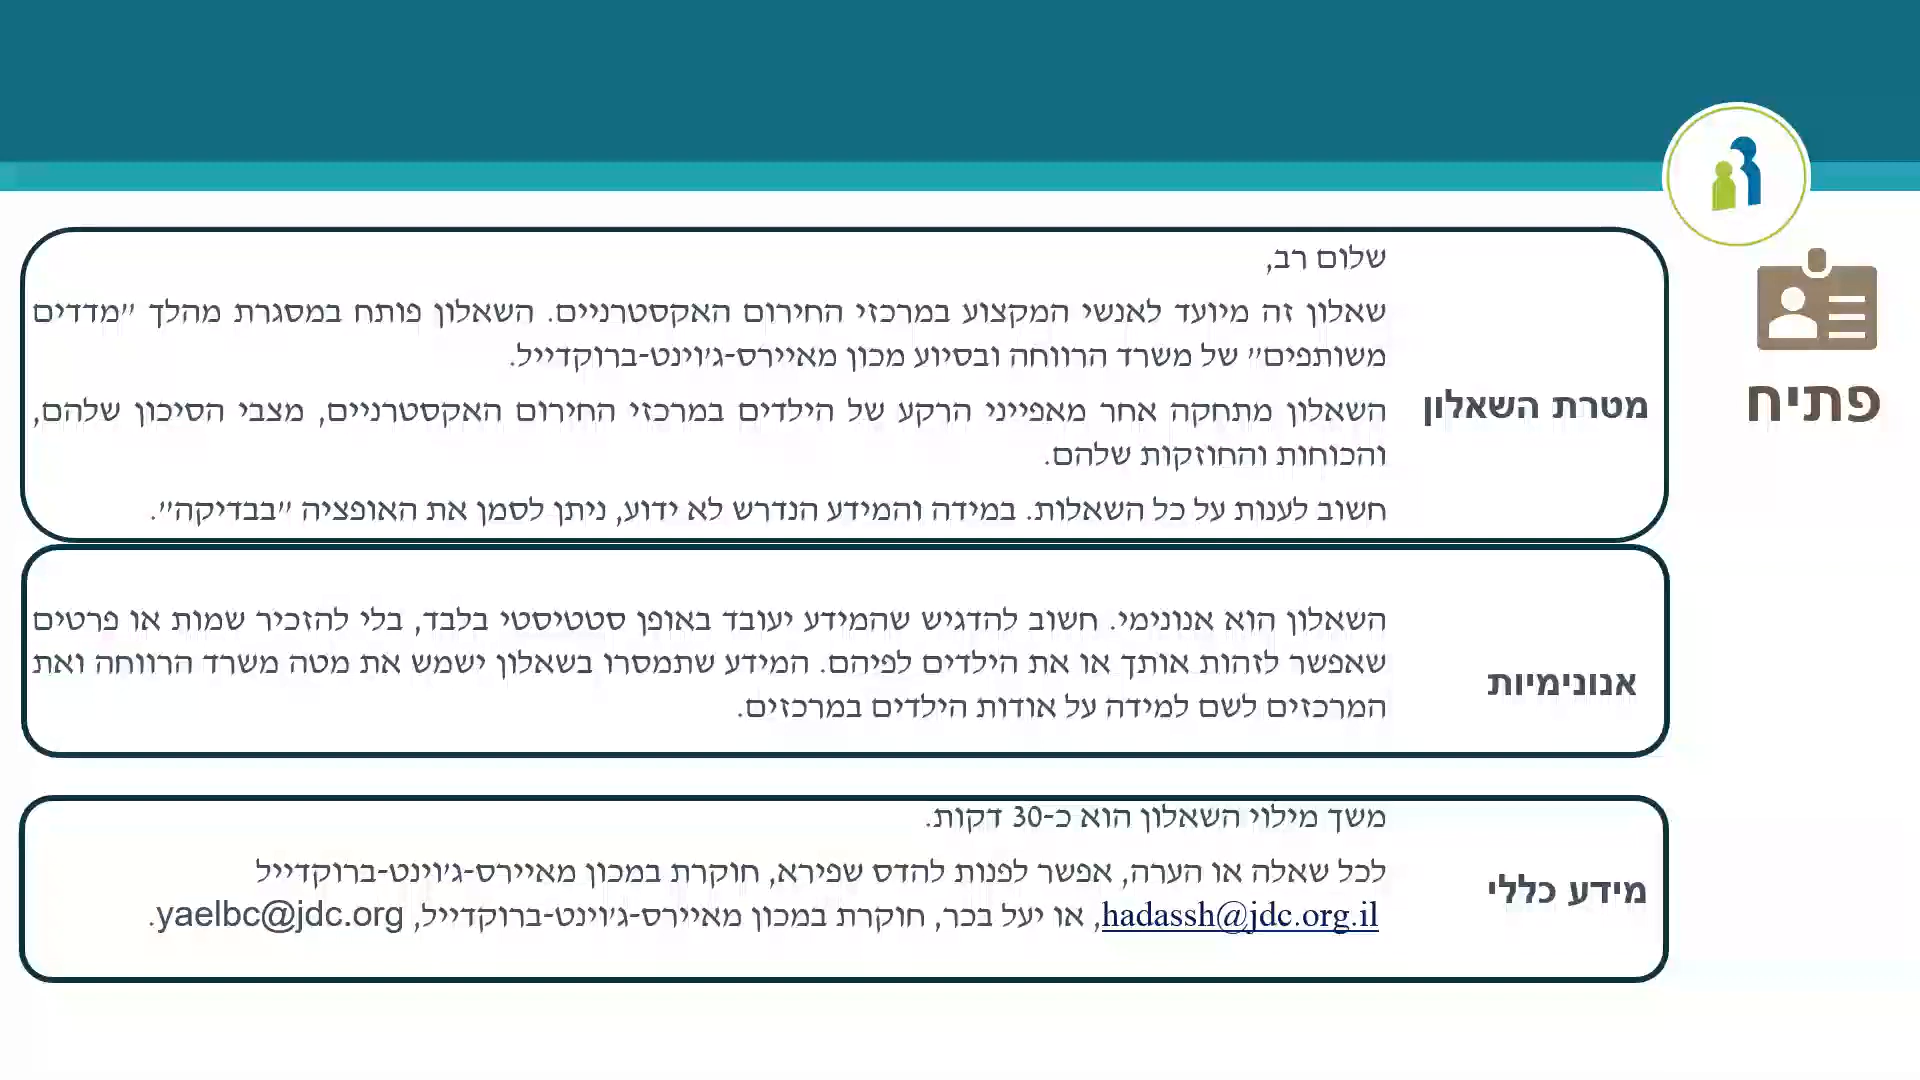 פתיח
מטרת השאלון
שלום רב,
שאלון זה מיועד לאנשי המקצוע במרכזי החירום האקסטרניים. השאלון פותח במסגרת מהלך "מדדים
משותפים" של משרד הרווחה ובסיוע מכון מאיירס-ג'וינט-ברוקדייל.
השאלון מתחקה אחר מאפייני הרקע של הילדים במרכזי החירום האקסטרניים, מצבי הסיכון שלהם,
והכוחות והחוזקות שלהם.
חשוב לענות על כל השאלות. במידה והמידע הנדרש לא ידוע, ניתן לסמן את האופציה "בבדיקה".
אנונימיות
השאלון הוא אנונימי. חשוב להדגיש שהמידע יעובד באופן סטטיסטי בלבד, בלי להזכיר שמות או פרטים
שאפשר לזהות אותך או את הילדים לפיהם. המידע שתמסרו בשאלון ישמש את מטה משרד הרווחה ואת
המרכזים לשם למידה על אודות הילדים במרכזים.
מידע כללי
משך מילוי השאלון הוא כ-30 דקות.
לכל שאלה או הערה, אפשר לפנות להדס שפירא, חוקרת במכון מאיירס-ג'וינט-ברוקדייל
hadassh@jdc.org.il, או יעל בכר, חוקרת במכון מאיירס-ג'וינט-ברוקדייל, yaelbc@jdc.org.